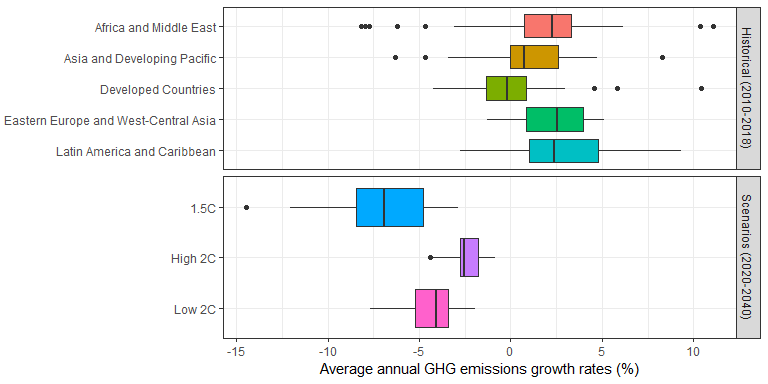 Africa and Middle East
Asia and Developing Pacific
Developed Countries
Eastern Europe and West-Central Asia
Latin America and Caribbean
Historical (2010-2018)
1.5C
High 2C
Low 2C
Scenarios (2020-2040)
-15 -10 -5 0 5 10
Average annual GHG emissions growth rates (%)